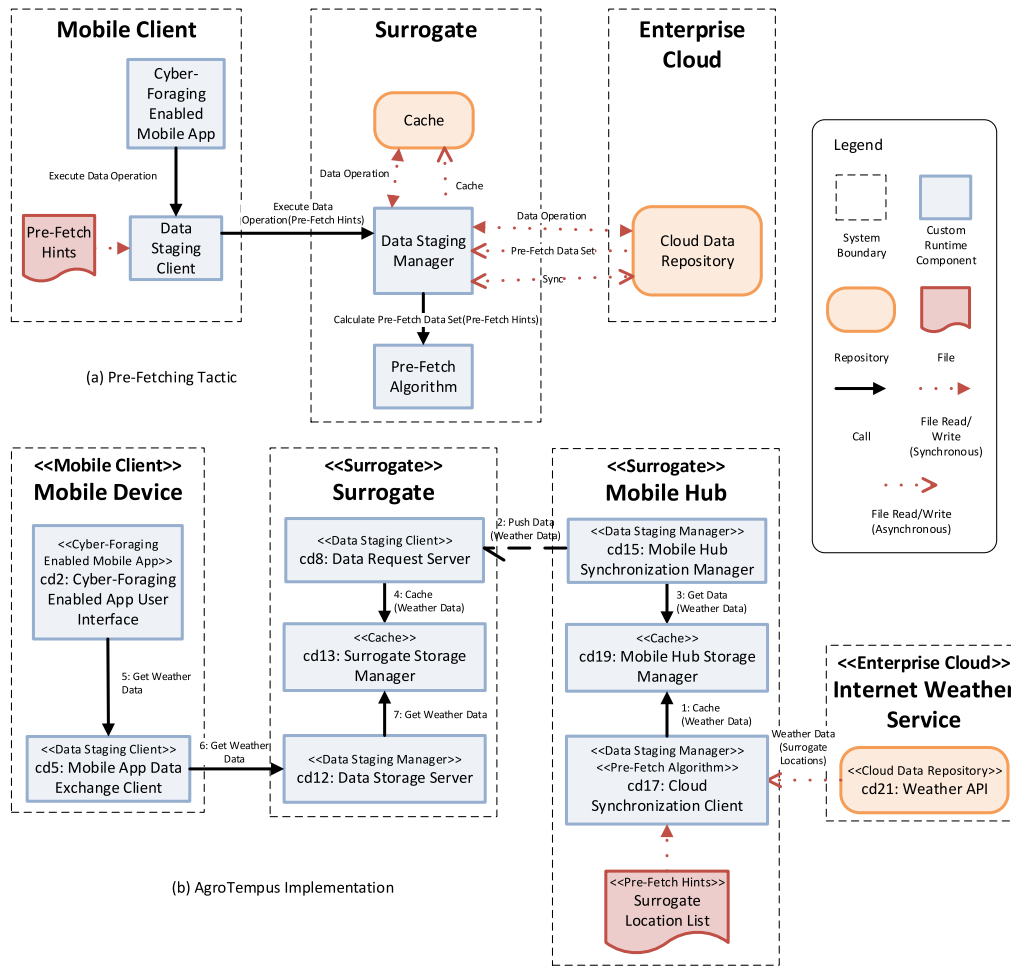 Mobile Client
Surrogate
Enterprise
Cloud
Cyber-
Foraging
Enabled
Mobile App
Cache
Execute Data Operation
Data Operation
Cache
Pre-Fetch
Hints
Data
Staging
Client
Execute Data
Operation(Pre-Fetch Hints)
Data Staging
Manager
Data Operation
Pre-Fetch Data Set
Sync
Cloud Data
Repository
Calculate Pre-Fetch Data Set(Pre-Fetch Hints)
Pre-Fetch
Algorithm
(a) Pre-Fetching Tactic
Legend
System
Boundary
Custom
Runtime
Component
Repository
File
Call
File Read/
Write
(Synchronous)
File Read/Write
(Asynchronous)
<<Mobile Client>>
Mobile Device
<<Surrogate>>
Surrogate
<<Surrogate>>
Mobile Hub
<<Cyber-Foraging
Enabled Mobile App>>
cd2: Cyber-Foraging
Enabled App User
Interface
<<Data Staging Client>>
cd8: Data Request Server
2: Push Data
(Weather Data)
<<Data Staging Manager>>
cd15: Mobile Hub
Synchronization Manager
4: Cache
(Weather Data)
3: Get Data
(Weather Data)
<<Cache>>
cd13: Surrogate Storage
Manager
<<Cache>>
cd19: Mobile Hub Storage
Manager
5: Get Weather
Data
7: Get Weather Data
1: Cache
(Weather Data)
<<Enterprise Cloud>>
Internet Weather
Service
<<Data Staging Client>>
cd5: Mobile App Data
Exchange Client
6: Get Weather
Data
<<Data Staging Manager>>
cd12: Data Storage Server
<<Data Staging Manager>>
<<Pre-Fetch Algorithm>>
cd17: Cloud
Synchronization Client
Weather Data
(Surrogate
Locations)
<<Cloud Data Repository>>
cd21: Weather API
<<Pre-Fetch Hints>>
Surrogate
Location List
(b) AgroTempus Implementation